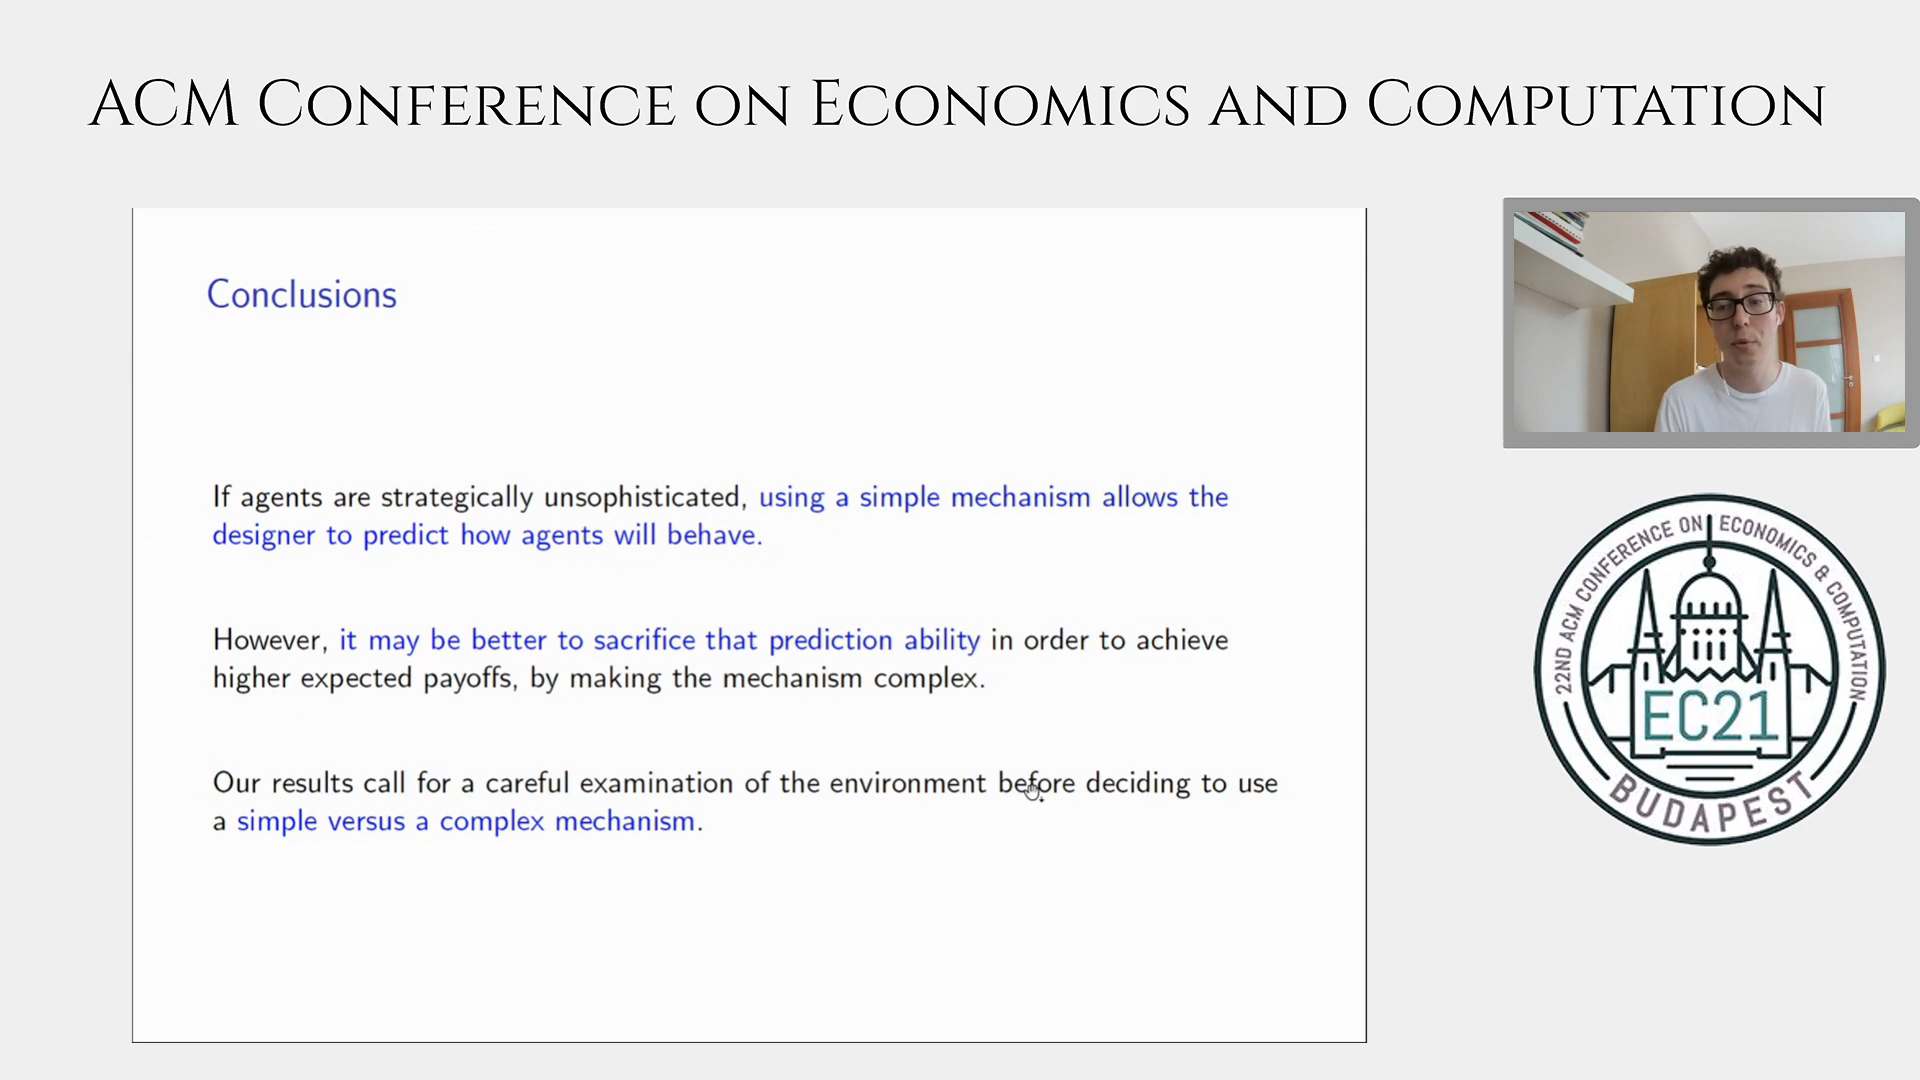 ACM CONFERENCE ON ECONOMICS AND COMPUTATION
Conclusions
If agents are strategically unsophisticated, using a simple mechanism allows the
designer to predict how agents will behave.
However, it may be better to sacrifice that prediction ability in order to achieve
higher expected payoffs, by making the mechanism complex.
Our results call for a careful examination of the environment before deciding to use
a simple versus a complex mechanism.
22ND ACM CONFERENCE ON ECONOMICS & COMPUTATION
EC21
BUDAPEST